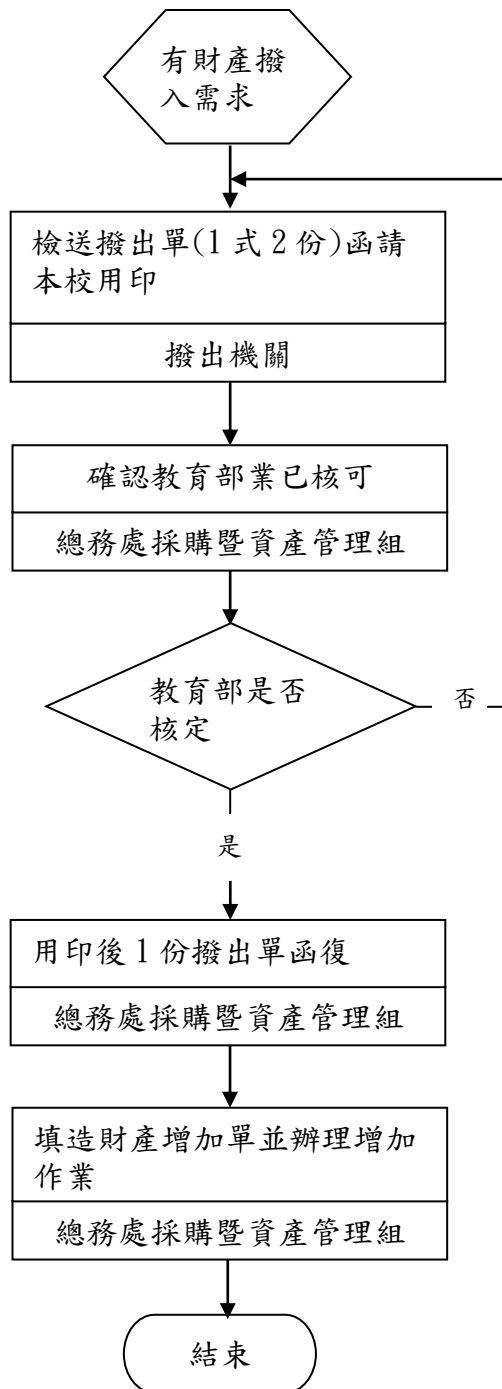 有財產撥
入需求
檢送撥出單(1式2份)函請
本校用印
撥出機關
確認教育部業已核可
總務處採購暨資產管理組
教育部是否
核定
否
是
用印後1份撥出單函復
總務處採購暨資產管理組
填造財產增加單並辦理增加
作業
總務處採購暨資產管理組
結束